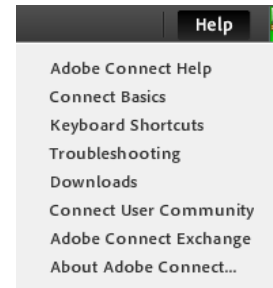 Help
Adobe Connect Help
Connect Basics
Keyboard Shortcuts
Troubleshooting
Downloads
Connect User Community
Adobe Connect Exchange
About Adobe Connect...